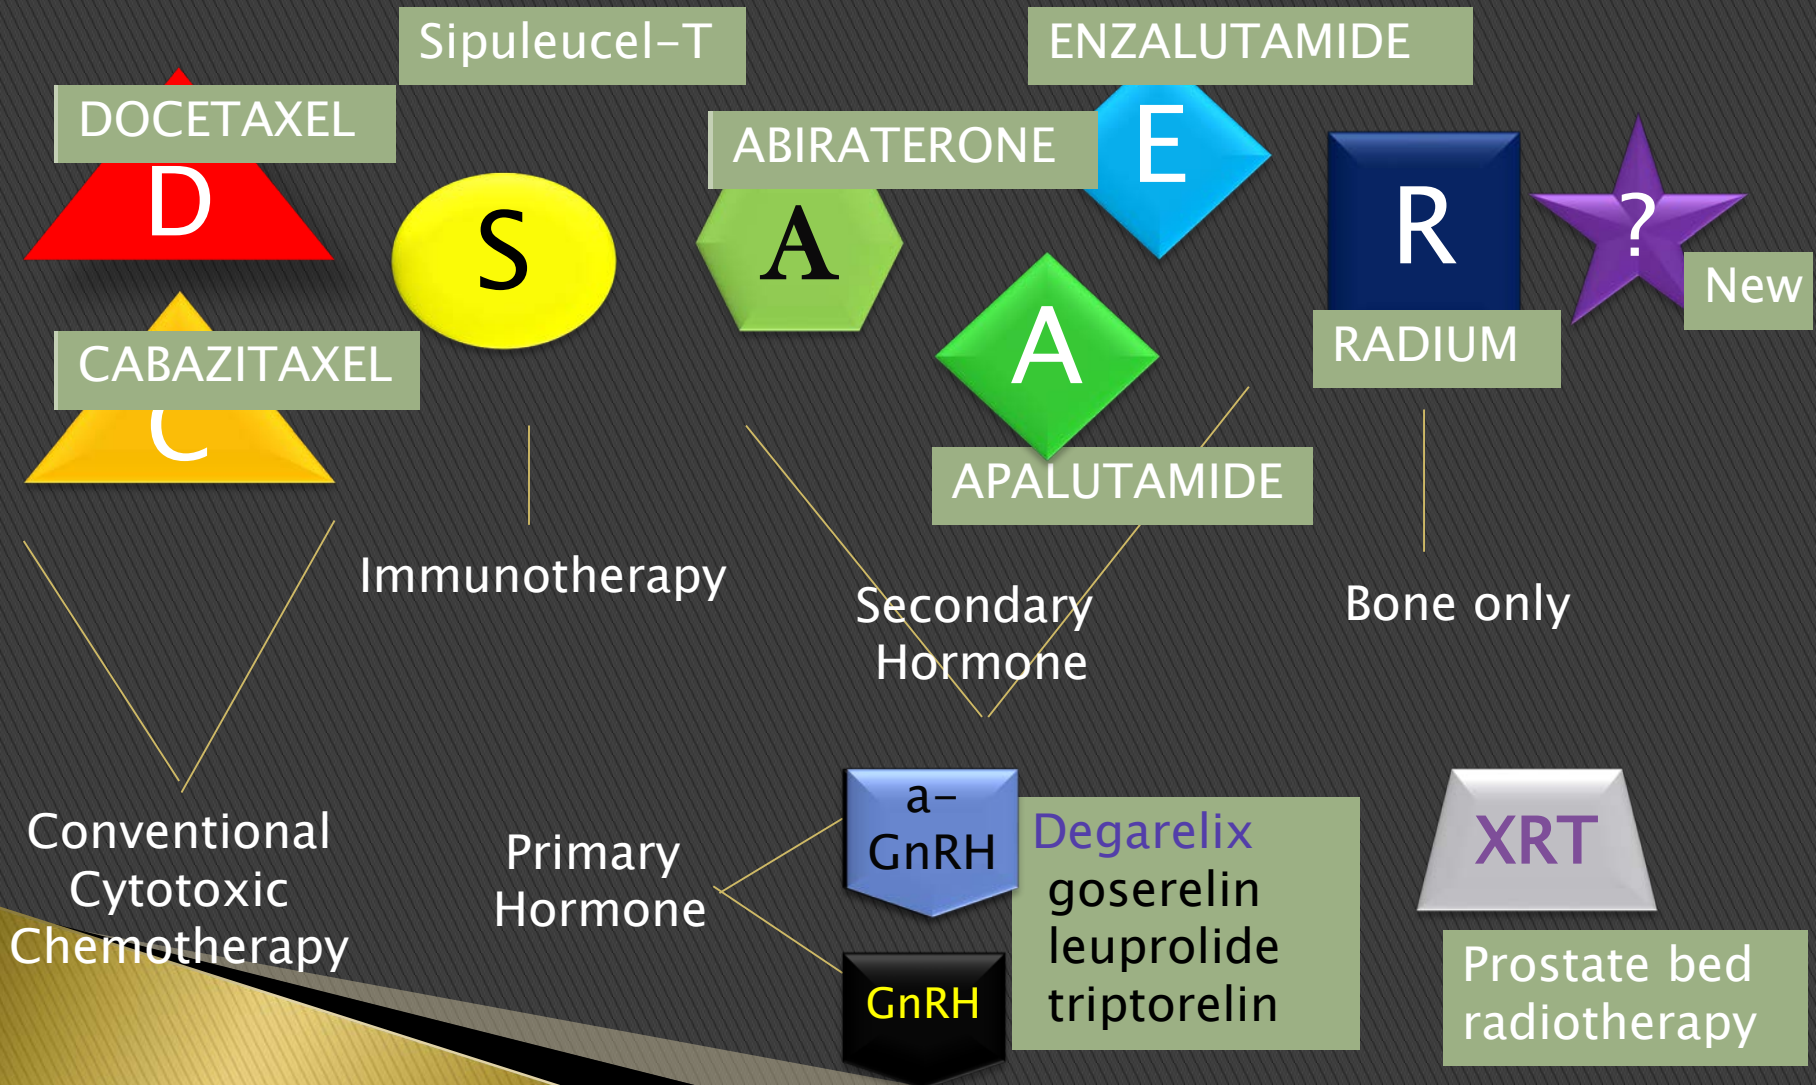 Sipuleucel-T
ENZALUTAMIDE
DOCETAXEL
D
ABIRATERONE
E
S
A
R
?
New
CABAZITAXEL
C
A
RADIUM
APALUTAMIDE
Immunotherapy
Secondary
Hormone
Bone only
Conventional
Cytotoxic
Chemotherapy
Primary
Hormone
a-
GnRH
GnRH
Degarelix
goserelin
leuprolide
triptorelin
XRT
Prostate bed
radiotherapy